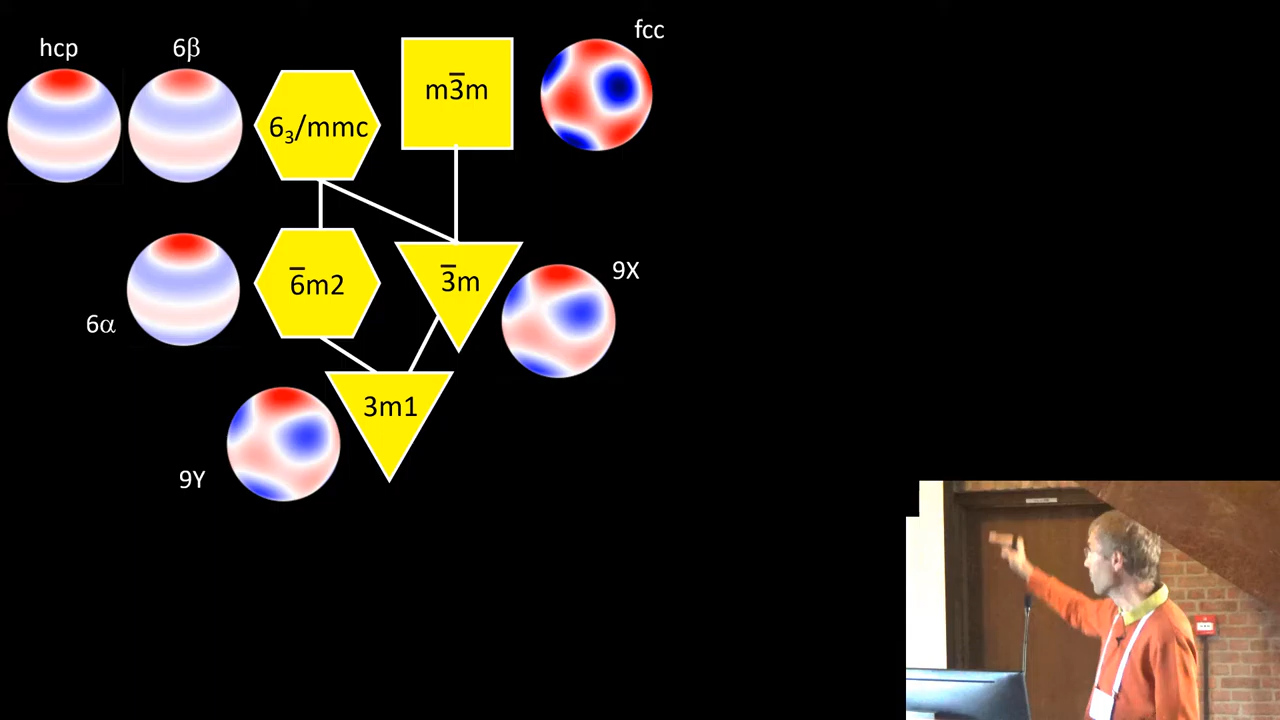 fcc
hcp
6β
6₃/mmc
m3̅m
6̅m2
3̅m
9X
6α
3m1
9Y